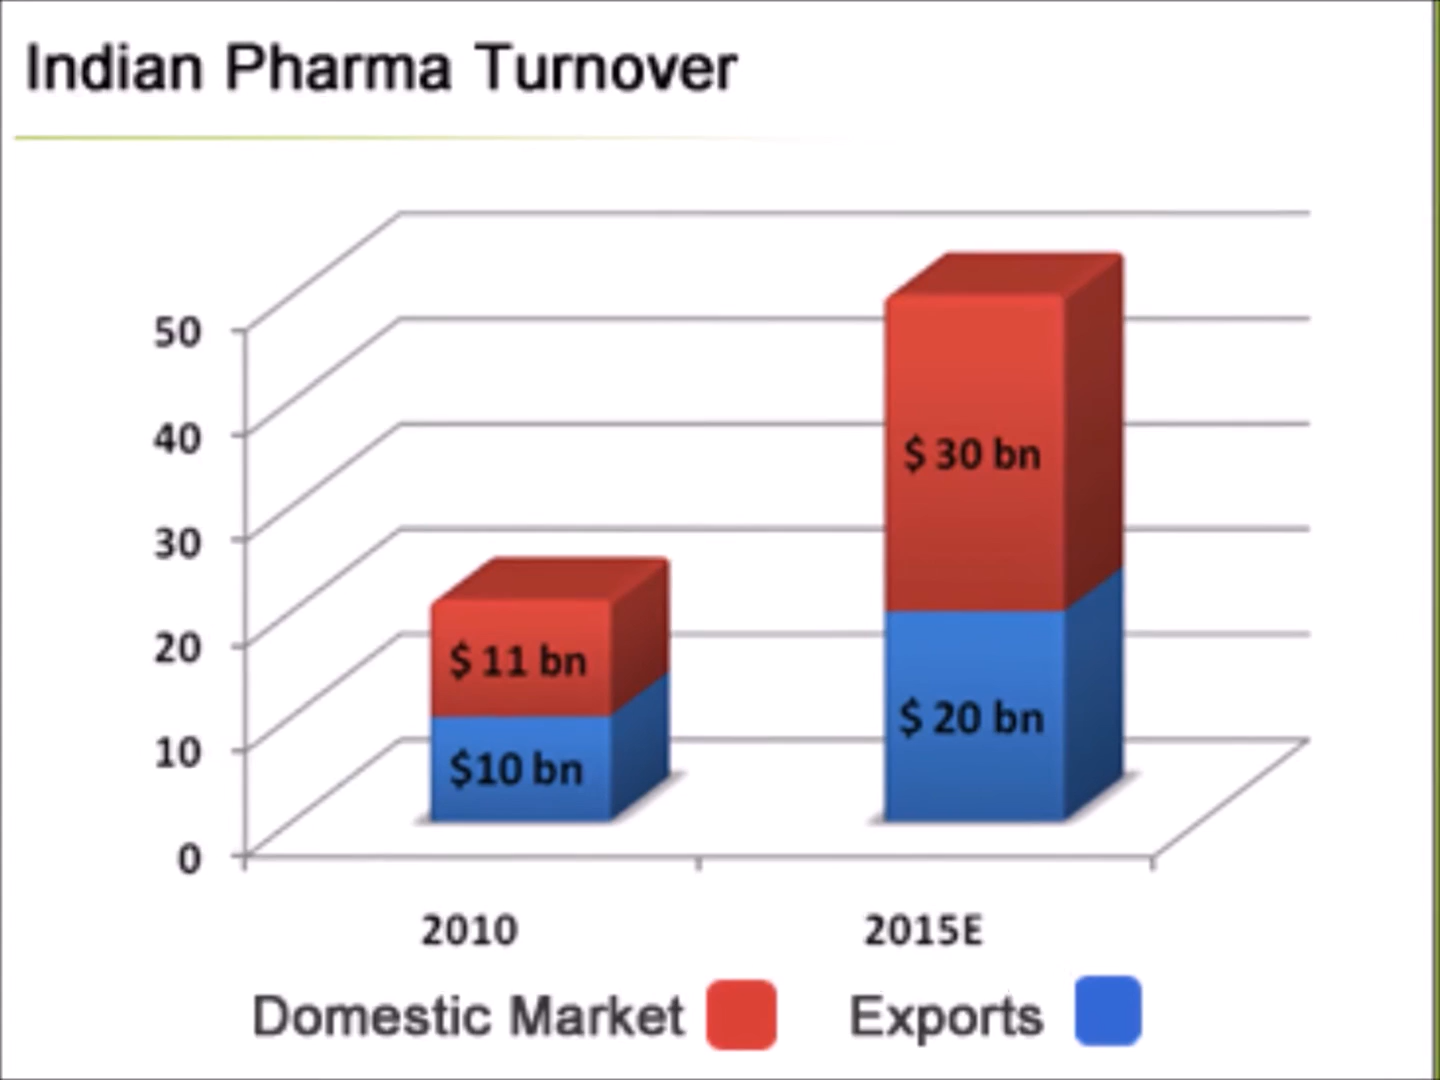 Indian Pharma Turnover
50
40
30
20
10
0
$ 11 bn
$10 bn
$ 30 bn
$ 20 bn
2010
2015E
Domestic Market
Exports